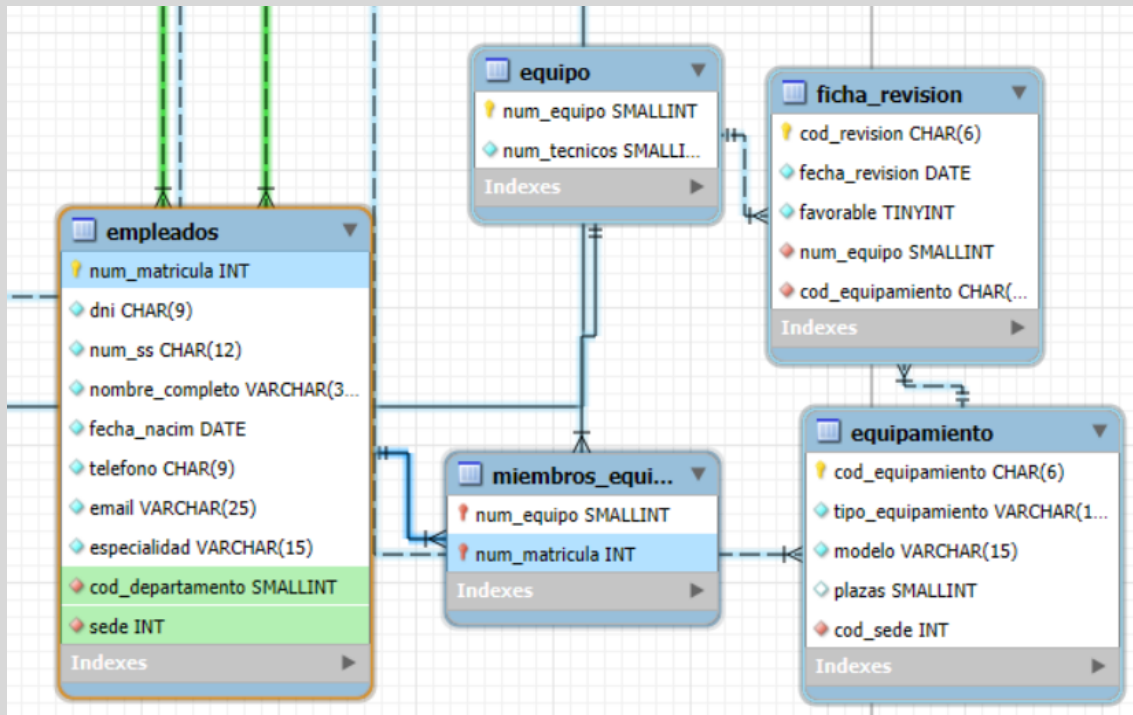 equipo
num_equipo SMALLINT
num_tecnicos SMALLI...
Indexes
ficha_revision
cod_revision CHAR(6)
fecha_revision DATE
favorable TINYINT
num_equipo SMALLINT
cod_equipamiento CHAR(...
Indexes
empleados
num_matricula INT
dni CHAR(9)
num_ss CHAR(12)
nombre_completo VARCHAR(3...
fecha_nacim DATE
telefono CHAR(9)
email VARCHAR(25)
especialidad VARCHAR(15)
cod_departamento SMALLINT
sede INT
Indexes
miembros_equi...
num_equipo SMALLINT
num_matricula INT
Indexes
equipamiento
cod_equipamiento CHAR(6)
tipo_equipamiento VARCHAR(1...
modelo VARCHAR(15)
plazas SMALLINT
cod_sede INT
Indexes